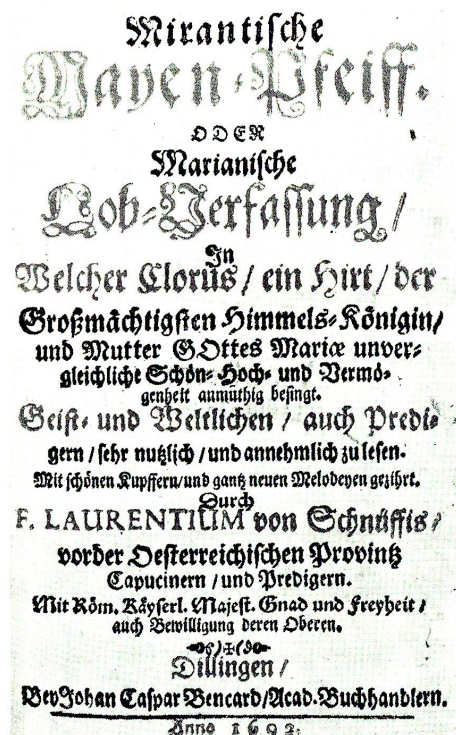 Mirantische
Mayen-Pfeiff.
ODER
Marianische
Lob-Verfassung /
In
Welcher Clorus / ein Hirt / der
Großmächtigsten Himmels-Königin /
und Mutter GOttes Mariæ unver-
gleichliche Schön- Hoch- und Vermö-
genheit anmüthig besingt.
Geist- und Weltlichen / auch Predi-
gern / sehr nutzlich / und annehmlich zu lesen.
Mit schönen Kupffern / und gantz neuen Melodeyen gezihrt.
Durch
F. LAURENTIUM von Schnüffis /
vorder Oesterreichischen Provintz
Capucinern / und Predigern.
Mit Röm. Käyserl. Majest. Gnad und Freyheit /
auch Bewilligung deren Oberen.
Dillingen /
Bey Johan Caspar Bencard / Acad. Buchhandlern.
Anno 1692.